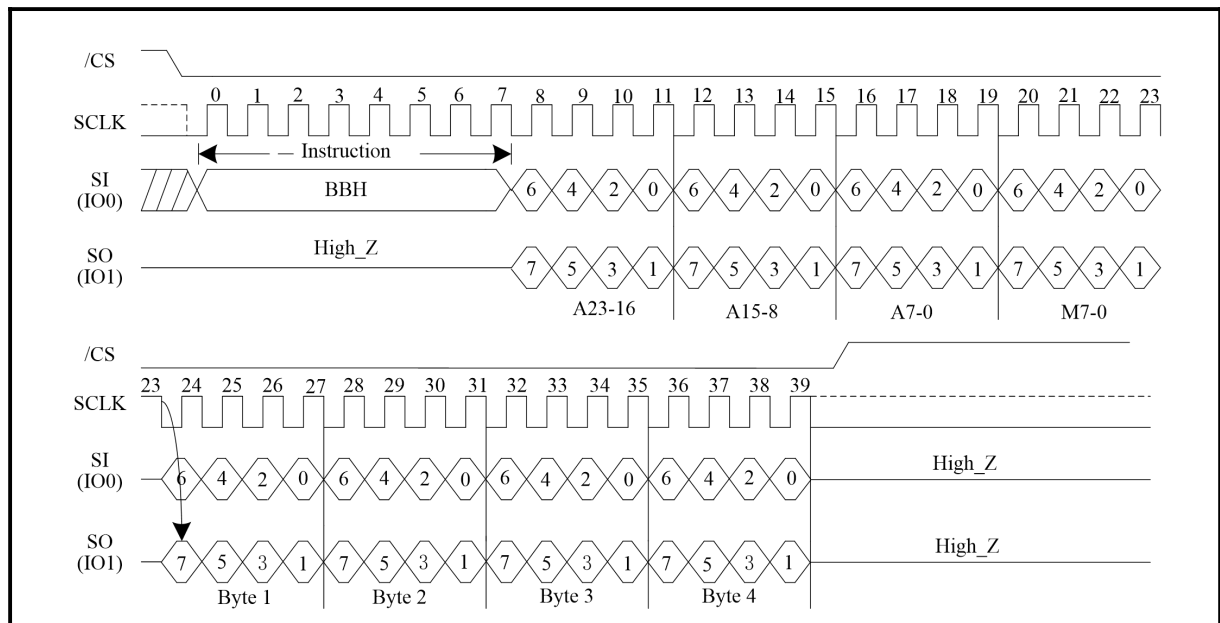 /CS
0 1 2 3 4 5 6 7 8 9 10 11 12 13 14 15 16 17 18 19 20 21 22 23
SCLK
Instruction
SI
(IO0)
BBH
6 4 2 0 6 4 2 0 6 4 2 0 6 4 2 0
SO
(IO1)
High_Z
7 5 3 1 7 5 3 1 7 5 3 1 7 5 3 1
A23-16 A15-8 A7-0 M7-0
/CS
23 24 25 26 27 28 29 30 31 32 33 34 35 36 37 38 39
SCLK
SI
(IO0)
6 4 2 0 6 4 2 0 6 4 2 0 6 4 2 0
High_Z
SO
(IO1)
7 5 3 1 7 5 3 1 7 5 3 1 7 5 3 1
High_Z
Byte 1 Byte 2 Byte 3 Byte 4